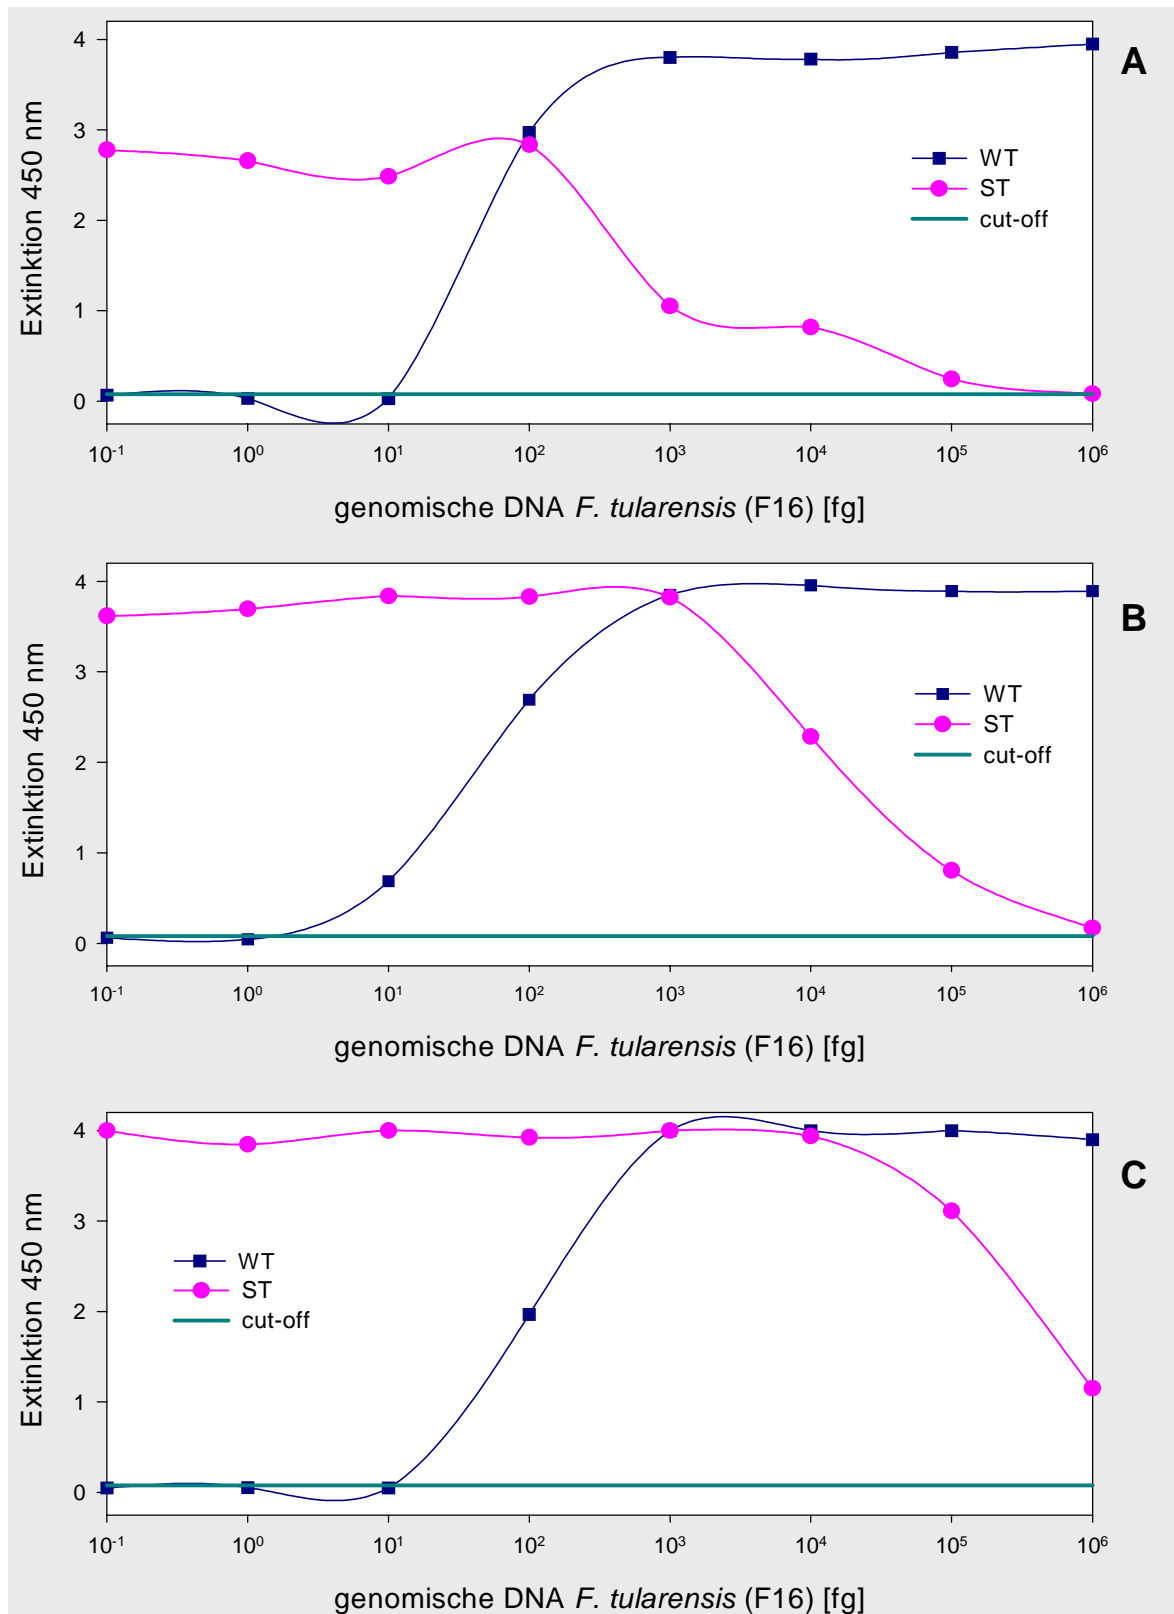 A
4
3
2
1
0
Extinktion 450 nm
WT
ST
cut-off
10⁻¹ 10⁰ 10¹ 10² 10³ 10⁴ 10⁵ 10⁶
genomische DNA F. tularensis (F16) [fg]
B
4
3
2
1
0
Extinktion 450 nm
WT
ST
cut-off
10⁻¹ 10⁰ 10¹ 10² 10³ 10⁴ 10⁵ 10⁶
genomische DNA F. tularensis (F16) [fg]
C
4
3
2
1
0
Extinktion 450 nm
WT
ST
cut-off
10⁻¹ 10⁰ 10¹ 10² 10³ 10⁴ 10⁵ 10⁶
genomische DNA F. tularensis (F16) [fg]